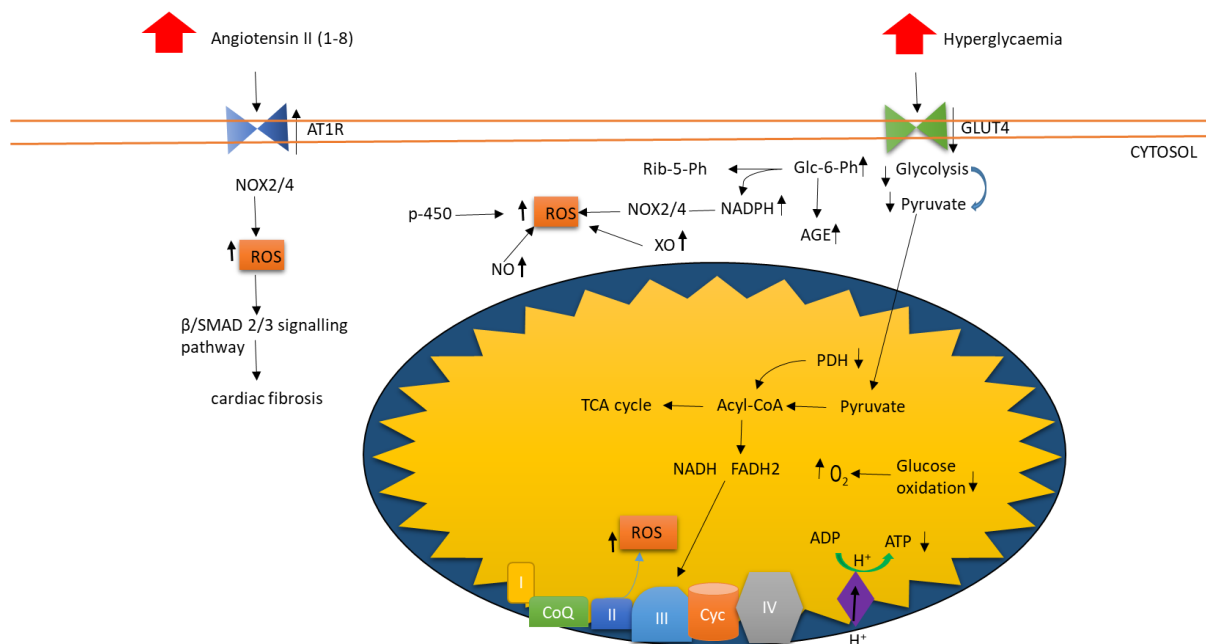 Angiotensin II (1-8)
Hyperglycaemia
AT1R
GLUT4
CYTOSOL
NOX2/4
ROS
β/SMAD 2/3 signalling
pathway
cardiac fibrosis
Rib-5-Ph
Glc-6-Ph
Glycolysis
p-450
ROS
NOX2/4
NADPH
Pyruvate
AGE
XO
NO
PDH
TCA cycle
Acyl-CoA
Pyruvate
NADH
FADH2
O2
Glucose
oxidation
ROS
ADP
ATP
H+
I
CoQ
II
III
Cyc
IV
H+